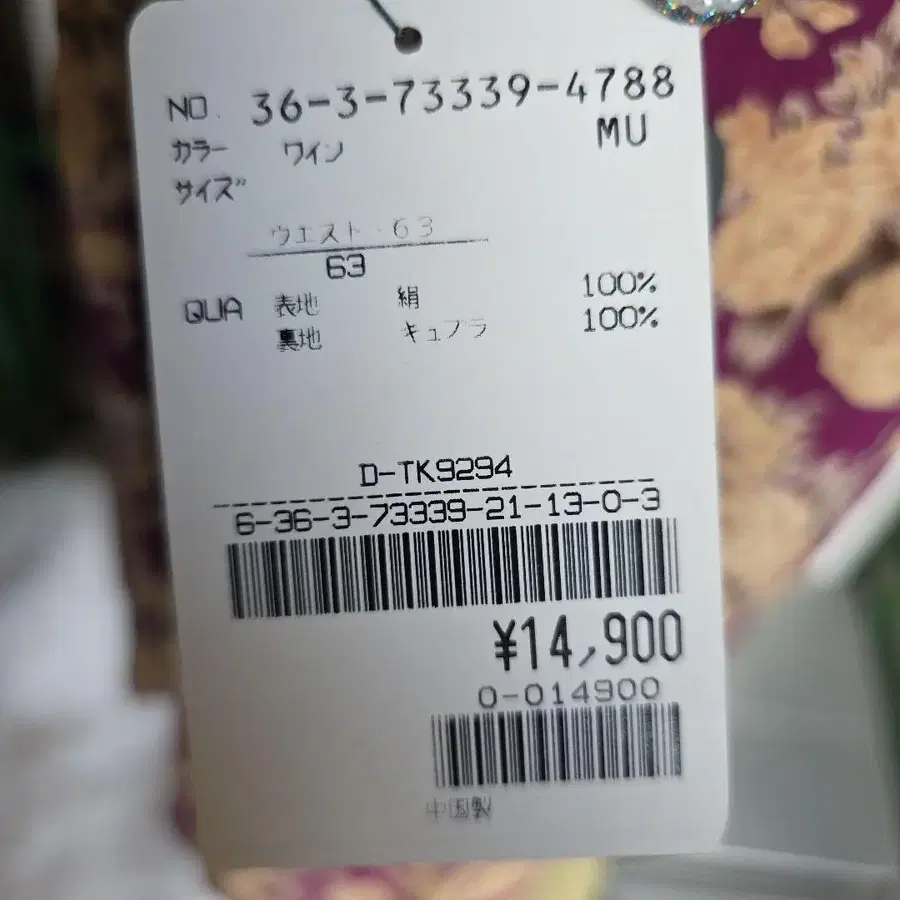 NO. 36-3-73339-4788
MU
カラー ワイン
サイズ
ウエスト 63
63
QUA 表地 絹 100%
裏地 キュプラ 100%
D-TK9294
6-36-3-73339-21-13-0-3
¥14,900
0-014900
中国製